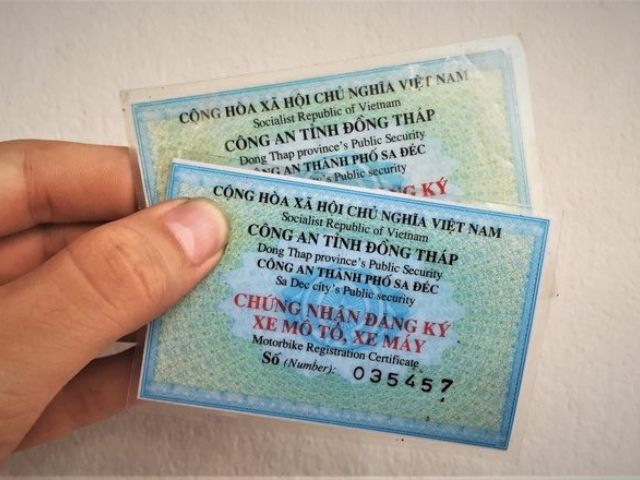 CỘNG HÒA XÃ HỘI CHỦ NGHĨA VIỆT NAM
Socialist Republic of Vietnam
CÔNG AN TỈNH ĐỒNG THÁP
Dong Thap province's Public Security
CÔNG AN THÀNH PHỐ SA ĐÉC
's Public security
KÝ
CỘNG HÒA XÃ HỘI CHỦ NGHĨA VIỆT NAM
Socialist Republic of Vietnam
CÔNG AN TỈNH ĐỒNG THÁP
Dong Thap province's Public Security
CÔNG AN THÀNH PHỐ SA ĐÉC
Sa Dec city's Public security
CHỨNG NHẬN ĐĂNG KÝ
XE MÔ TÔ, XE MÁY
Motorbike Registration Certificate
Số (Number): 035457